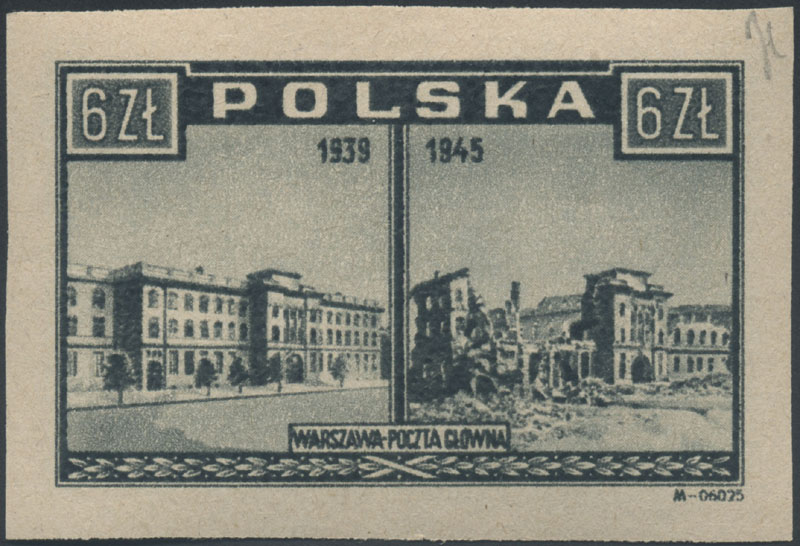 6 ZŁ POLSKA 6 ZŁ
1939 1945
WARSZAWA-POCZTA GŁÓWNA
M-06025